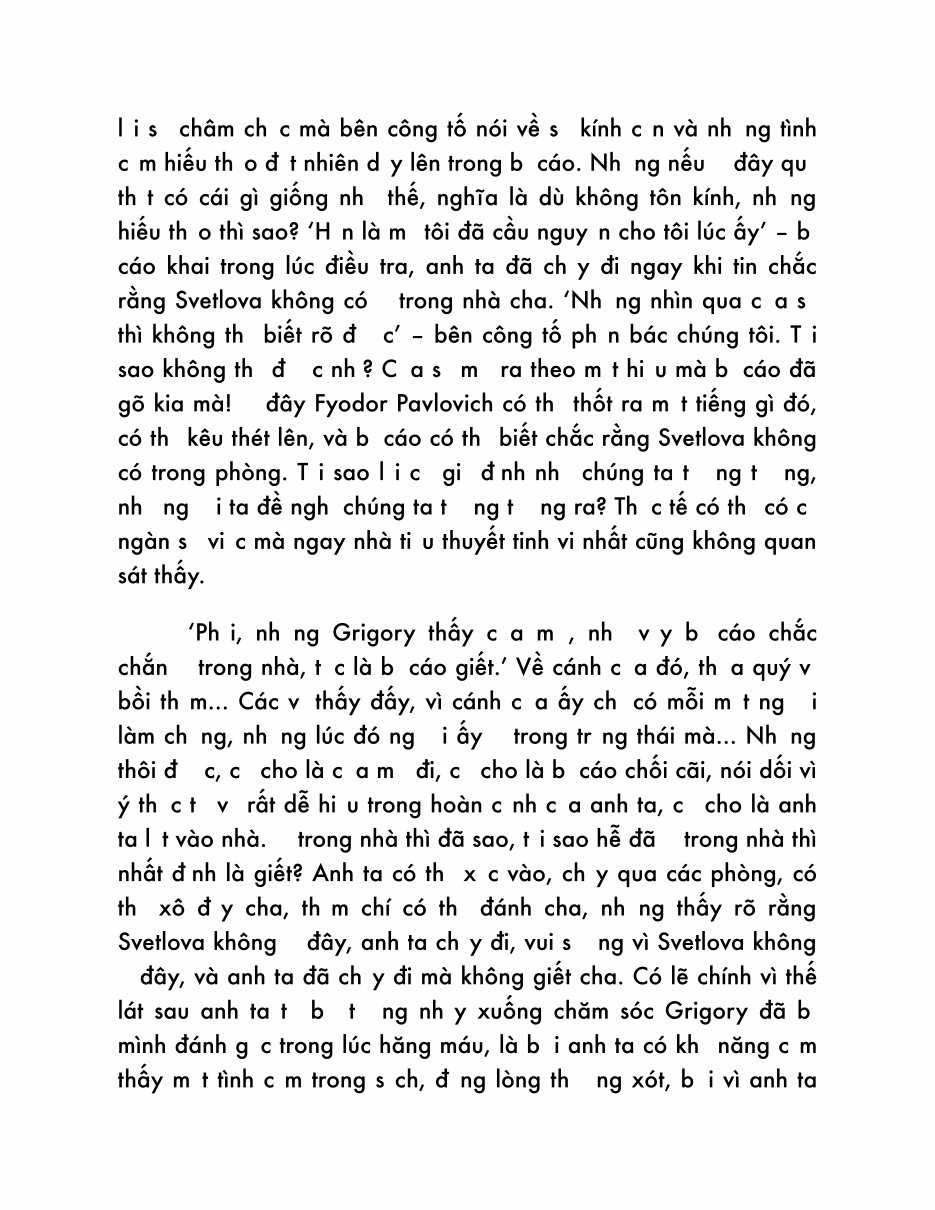 l i s  châm ch c mà bên công tố nói về s  kính c n và nh ng tình
c m hiếu th o đ t nhiên d y lên trong b  cáo. Nh ng nếu  đây qu
th t có cái gì giống nh  thế, nghĩa là dù không tôn kính, nh ng
hiếu th o thì sao? ‘H n là m  tôi đã cầu nguy n cho tôi lúc ấy’ – b
cáo khai trong lúc điều tra, anh ta đã ch y đi ngay khi tin chắc
rằng Svetlova không có  trong nhà cha. ‘Nh ng nhìn qua c a s
thì không th  biết rõ đ  c’ – bên công tố ph n bác chúng tôi. T i
sao không th  đ  c nh ? C a s  m  ra theo m t hi u mà b  cáo đã
gõ kia mà!  đây Fyodor Pavlovich có th  thốt ra m t tiếng gì đó,
có th  kêu thét lên, và b  cáo có th  biết chắc rằng Svetlova không
có trong phòng. T i sao l i c  gi  đ nh nh  chúng ta t  ng t  ng,
nh  ng  i ta đề ngh  chúng ta t  ng t  ng ra? Th c tế có th  có c
ngàn s  vi c mà ngay nhà ti u thuyết tinh vi nhất cũng không quan
sát thấy.
‘Ph i, nh ng Grigory thấy c a m , nh  v y b  cáo chắc
chắn  trong nhà, t c là b  cáo giết.’ Về cánh c a đó, th a quý v
bồi th m... Các v  thấy đấy, vì cánh c a ấy ch  có mỗi m t ng  i
làm ch ng, nh ng lúc đó ng  i ấy  trong tr ng thái mà... Nh ng
thôi đ  c, c  cho là c a m  đi, c  cho là b  cáo chối cãi, nói dối vì
ý th c t  v  rất dễ hi u trong hoàn c nh c a anh ta, c  cho là anh
ta l t vào nhà.  trong nhà thì đã sao, t i sao hễ đã  trong nhà thì
nhất đ nh là giết? Anh ta có th  x c vào, ch y qua các phòng, có
th  xô đ y cha, th m chí có th  đánh cha, nh ng thấy rõ rằng
Svetlova không  đây, anh ta ch y đi, vui s  ng vì Svetlova không
đây, và anh ta đã ch y đi mà không giết cha. Có lẽ chính vì thế
lát sau anh ta t  b  t  ng nh y xuống chăm sóc Grigory đã b
mình đánh g c trong lúc hăng máu, là b i anh ta có kh  năng c m
thấy m t tình c m trong s ch, đ ng lòng th  ng xót, b i vì anh ta